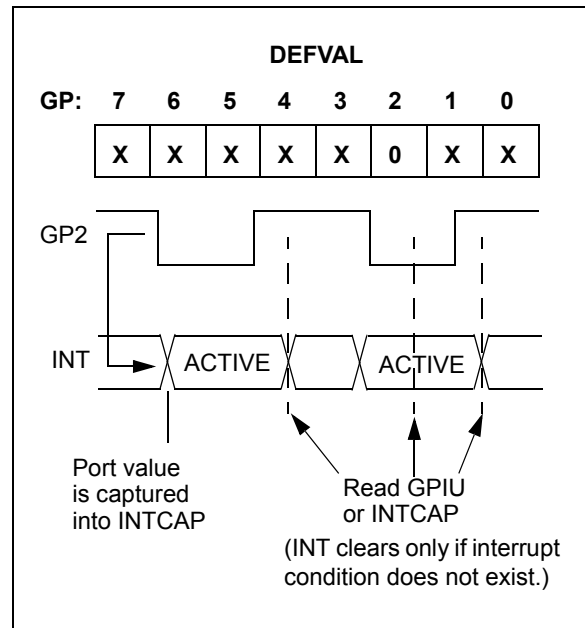 DEFVAL
GP: 7 6 5 4 3 2 1 0
X X X X X 0 X X
GP2
INT ACTIVE ACTIVE
Port value
is captured
into INTCAP
Read GPIU
or INTCAP
(INT clears only if interrupt
condition does not exist.)